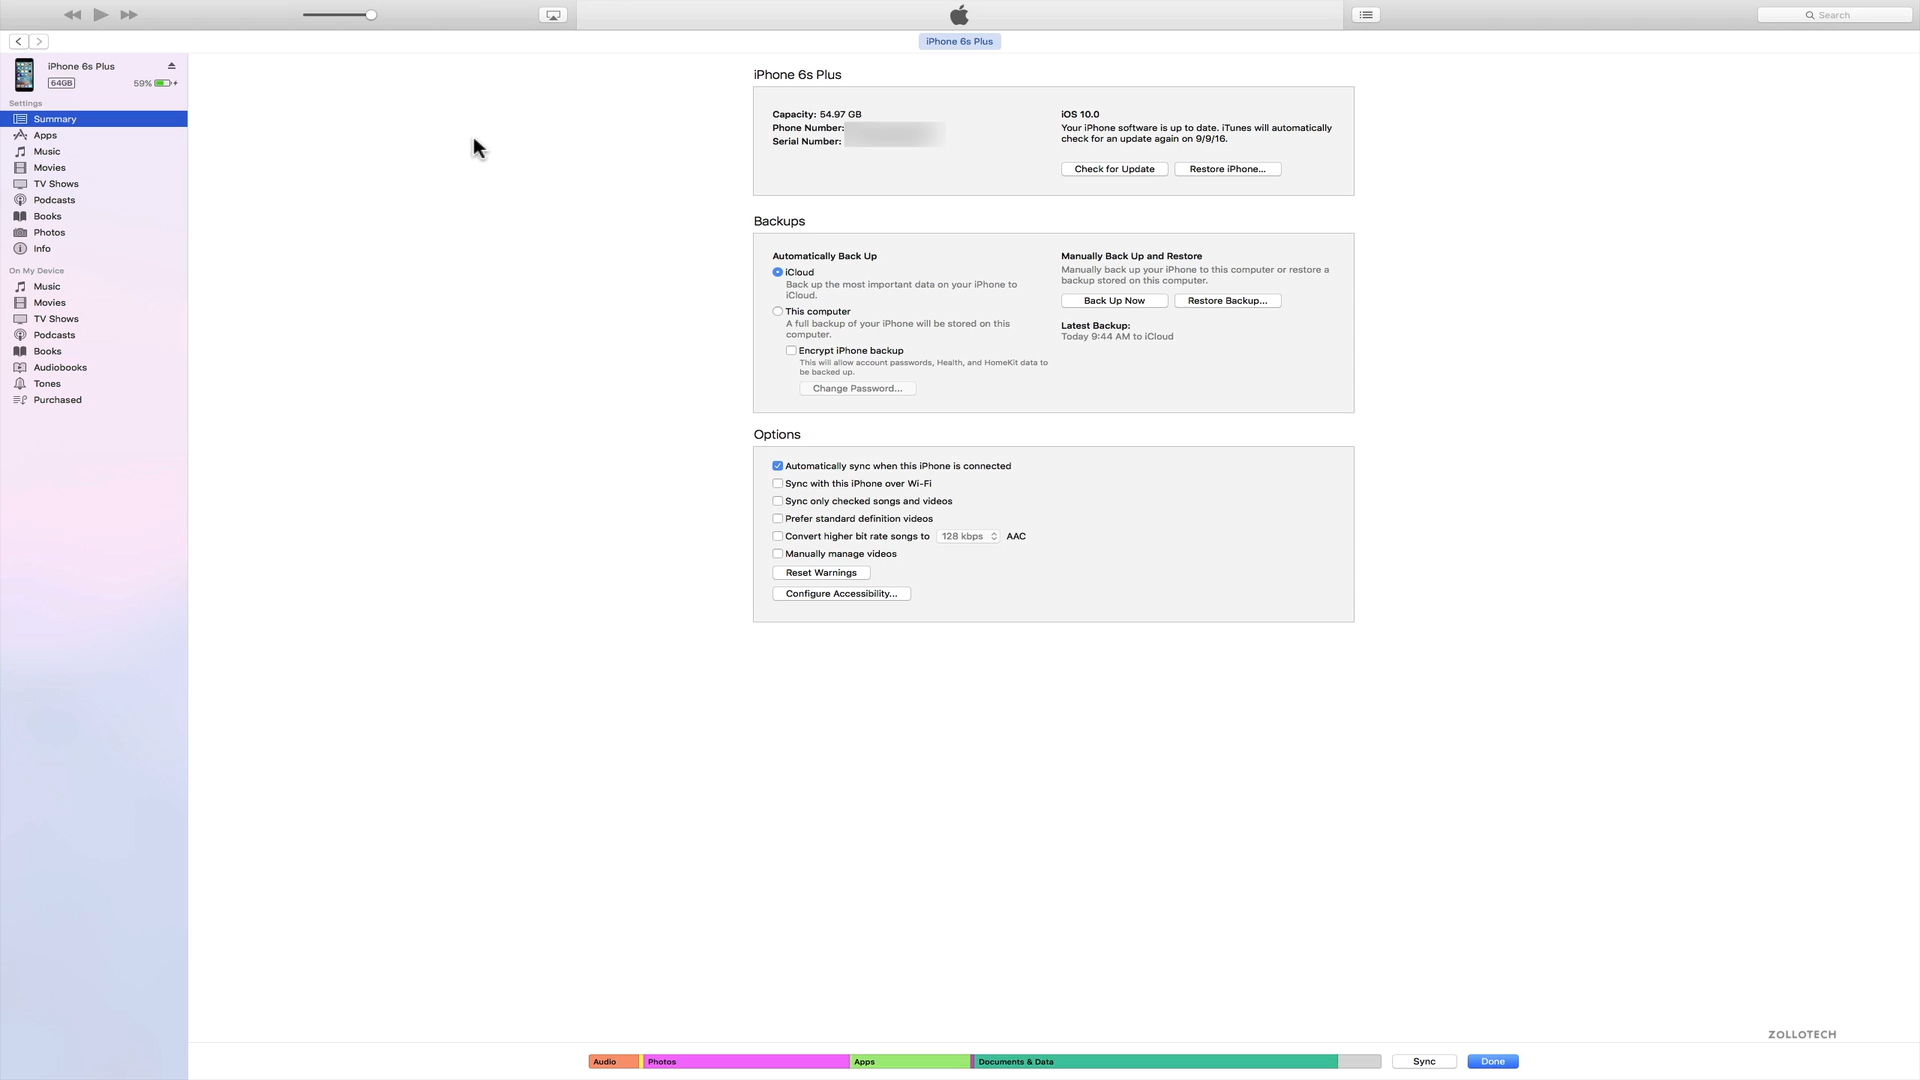 Search
iPhone 6s Plus
iPhone 6s Plus
64GB
59%
Settings
Summary
Apps
Music
Movies
TV Shows
Podcasts
Books
Photos
Info
On My Device
Music
Movies
TV Shows
Podcasts
Books
Audiobooks
Tones
Purchased
iPhone 6s Plus
Capacity: 54.97 GB
Phone Number:
Serial Number:
iOS 10.0
Your iPhone software is up to date. iTunes will automatically
check for an update again on 9/9/16.
Check for Update
Restore iPhone...
Backups
Automatically Back Up
iCloud
Back up the most important data on your iPhone to
iCloud.
This computer
A full backup of your iPhone will be stored on this
computer.
Encrypt iPhone backup
This will allow account passwords, Health, and HomeKit data to
be backed up.
Change Password...
Manually Back Up and Restore
Manually back up your iPhone to this computer or restore a
backup stored on this computer.
Back Up Now
Restore Backup...
Latest Backup:
Today 9:44 AM to iCloud
Options
Automatically sync when this iPhone is connected
Sync with this iPhone over Wi-Fi
Sync only checked songs and videos
Prefer standard definition videos
Convert higher bit rate songs to 128 kbps AAC
Manually manage videos
Reset Warnings
Configure Accessibility...
ZOLLOTECH
Audio
Photos
Apps
Documents & Data
Sync
Done